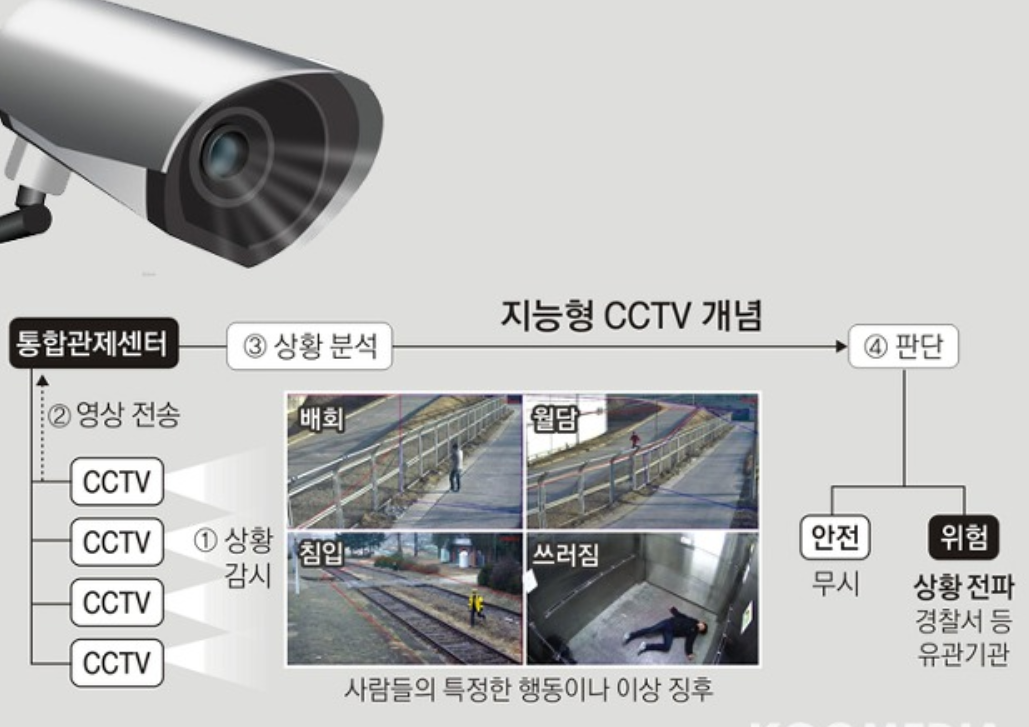 지능형 CCTV 개념
통합관제센터
③ 상황 분석
④ 판단
② 영상 전송
CCTV
CCTV
CCTV
CCTV
① 상황
감시
배회
월담
침입
쓰러짐
사람들의 특정한 행동이나 이상 징후
안전
무시
위험
상황 전파
경찰서 등
유관기관